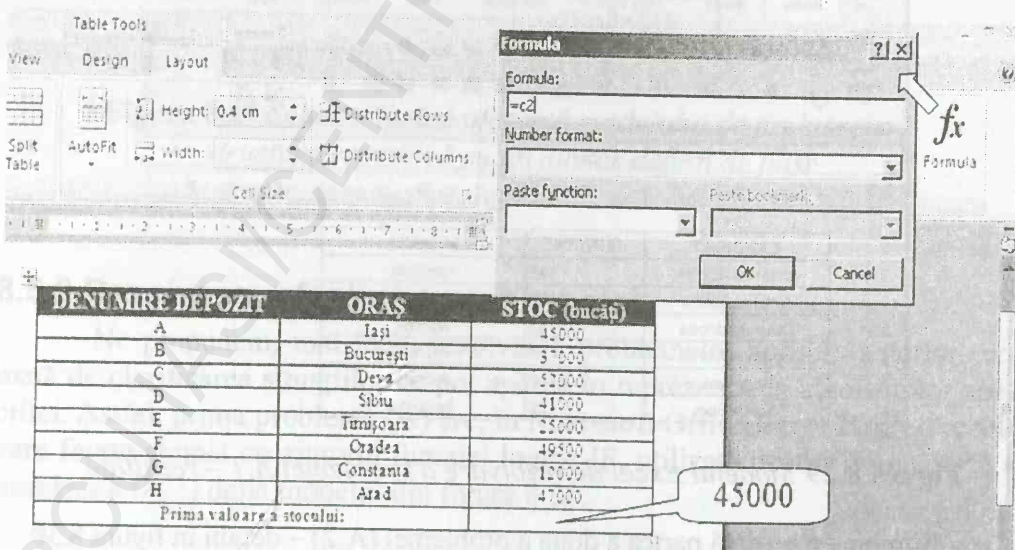 Table Tools
View Design Layout
Height: 0.4 cm Distribute Rows
Split Table AutoFit Width: Distribute Columns
Cell Size
Formula
Formula:
=c2
Number format:
Paste function: Paste bookmark:
OK Cancel
fx
Formula
DENUMIRE DEPOZIT ORAȘ STOC (bucăți)
A Iași 45000
B București
C Deva
D Sibiu 41000
E Timișoara 25000
F Oradea 49500
G Constanta
H Arad 47000
Prima valoare a stocului:
45000